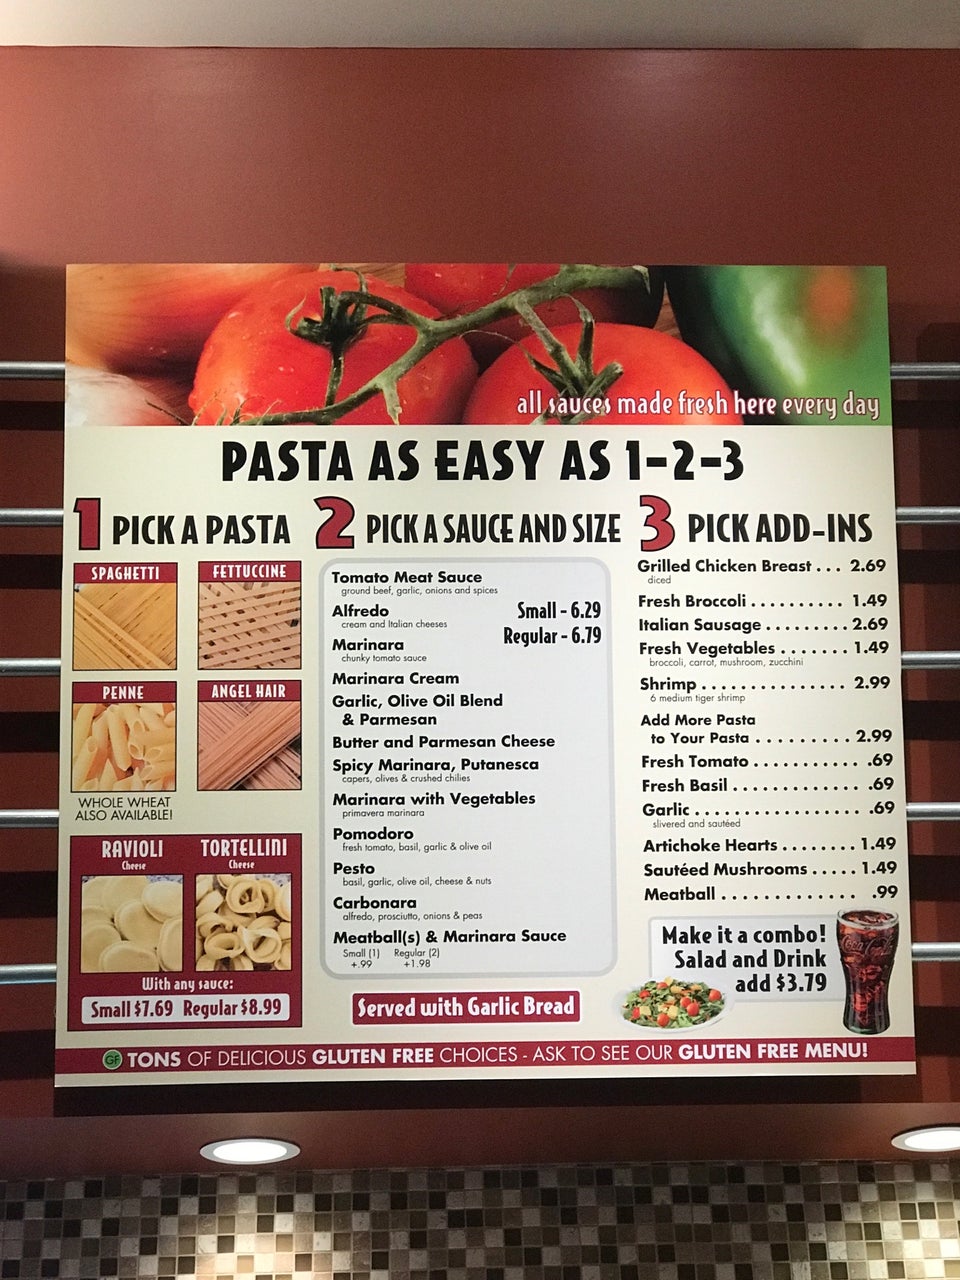 all sauces made fresh here every day
PASTA AS EASY AS 1-2-3
1 PICK A PASTA
SPAGHETTI
FETTUCCINE
PENNE
ANGEL HAIR
WHOLE WHEAT
ALSO AVAILABLE!
RAVIOLI
Cheese
TORTELLINI
Cheese
With any sauce:
Small $7.69 Regular $8.99
2 PICK A SAUCE AND SIZE
Tomato Meat Sauce
ground beef, garlic, onions and spices
Alfredo
cream and Italian cheeses
Small - 6.29
Regular - 6.79
Marinara
chunky tomato sauce
Marinara Cream
Garlic, Olive Oil Blend
& Parmesan
Butter and Parmesan Cheese
Spicy Marinara, Putanesca
capers, olives & crushed chilies
Marinara with Vegetables
primavera marinara
Pomodoro
fresh tomato, basil, garlic & olive oil
Pesto
basil, garlic, olive oil, cheese & nuts
Carbonara
alfredo, prosciutto, onions & peas
Meatball(s) & Marinara Sauce
Small (1) Regular (2)
+.99 +1.98
Served with Garlic Bread
3 PICK ADD-INS
Grilled Chicken Breast . . . 2.69
diced
Fresh Broccoli . . . . . . . . . 1.49
Italian Sausage . . . . . . . . . 2.69
Fresh Vegetables . . . . . . . 1.49
broccoli, carrot, mushroom, zucchini
Shrimp . . . . . . . . . . . . . . 2.99
6 medium tiger shrimp
Add More Pasta
to Your Pasta . . . . . . . . . 2.99
Fresh Tomato . . . . . . . . . . .69
Fresh Basil . . . . . . . . . . . . .69
Garlic . . . . . . . . . . . . . . . . .69
slivered and sautéed
Artichoke Hearts . . . . . . . . 1.49
Sautéed Mushrooms . . . . . 1.49
Meatball . . . . . . . . . . . . . .99
Make it a combo!
Salad and Drink
add $3.79
Coca-Cola
GF TONS OF DELICIOUS GLUTEN FREE CHOICES - ASK TO SEE OUR GLUTEN FREE MENU!